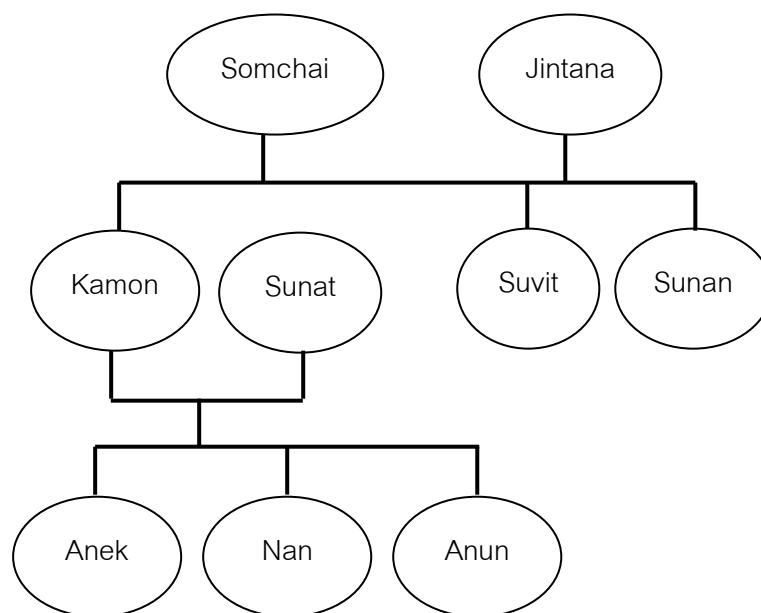 Somchai
Jintana
Kamon
Sunat
Suvit
Sunan
Anek
Nan
Anun